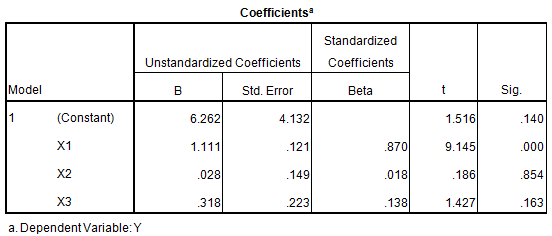 Coefficientsa
Model Unstandardized Coefficients Standardized Coefficients t Sig.
B Std. Error Beta
1 (Constant) 6.262 4.132 1.516 .140
X1 1.111 .121 .870 9.145 .000
X2 .028 .149 .018 .186 .854
X3 .318 .223 .138 1.427 .163
a. Dependent Variable: Y